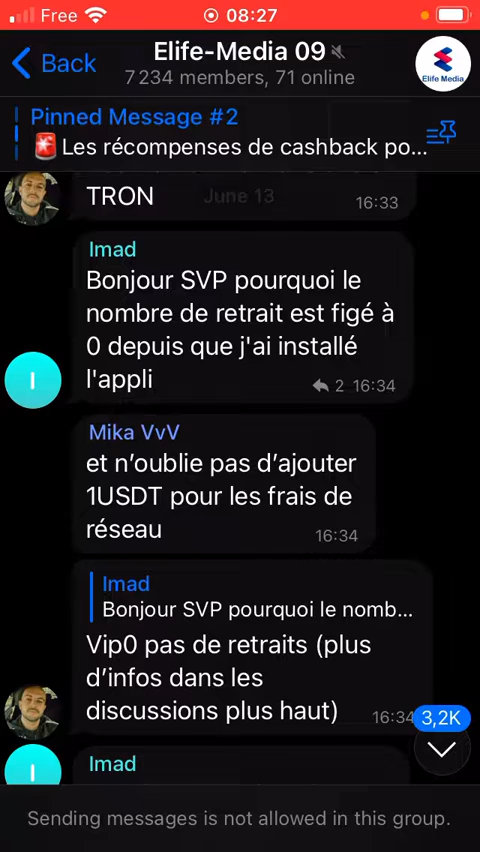 Free 08:27
Back
Elife-Media 09
7 234 members, 71 online
Elife Media
Pinned Message #2
🚨Les récompenses de cashback po...
June 13
TRON
16:33
Imad
Bonjour SVP pourquoi le
nombre de retrait est figé à
0 depuis que j'ai installé
l'appli
2 16:34
I
Mika VvV
et n’oublie pas d’ajouter
1USDT pour les frais de
réseau
16:34
Imad
Bonjour SVP pourquoi le nomb...
Vip0 pas de retraits (plus
d’infos dans les
discussions plus haut)
16:34
3,2K
Imad
I
Sending messages is not allowed in this group.